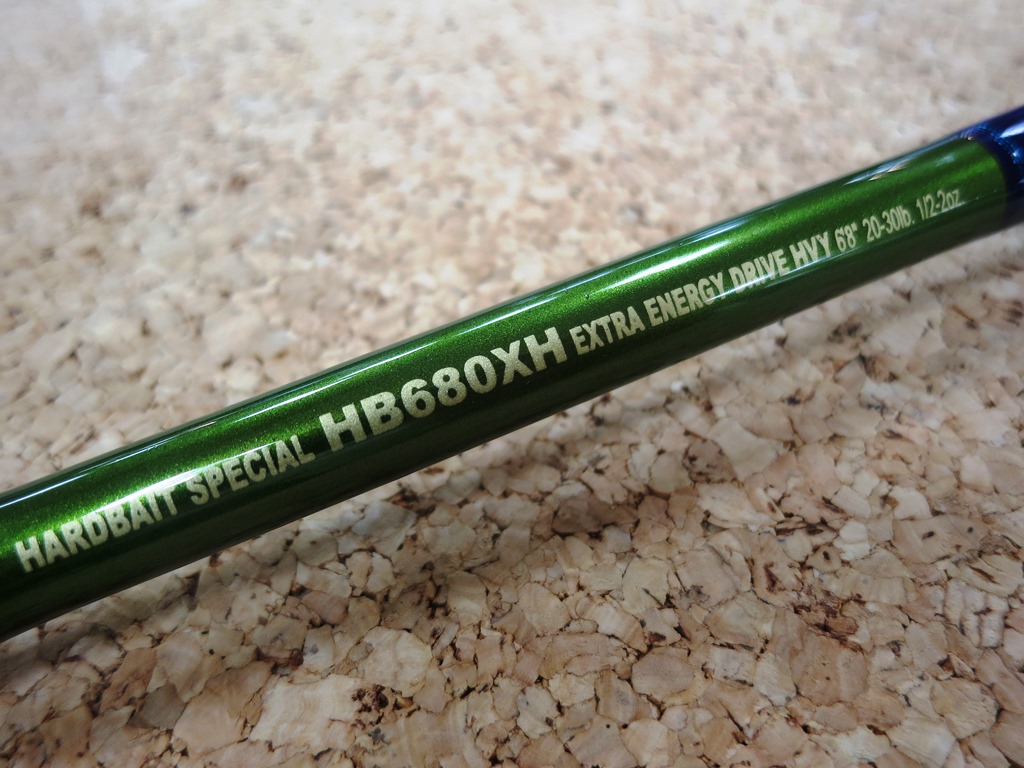 HARDBAIT SPECIAL HB680XH EXTRA ENERGY DRIVE HVY 6'8" 20-30lb. 1/2-2oz.